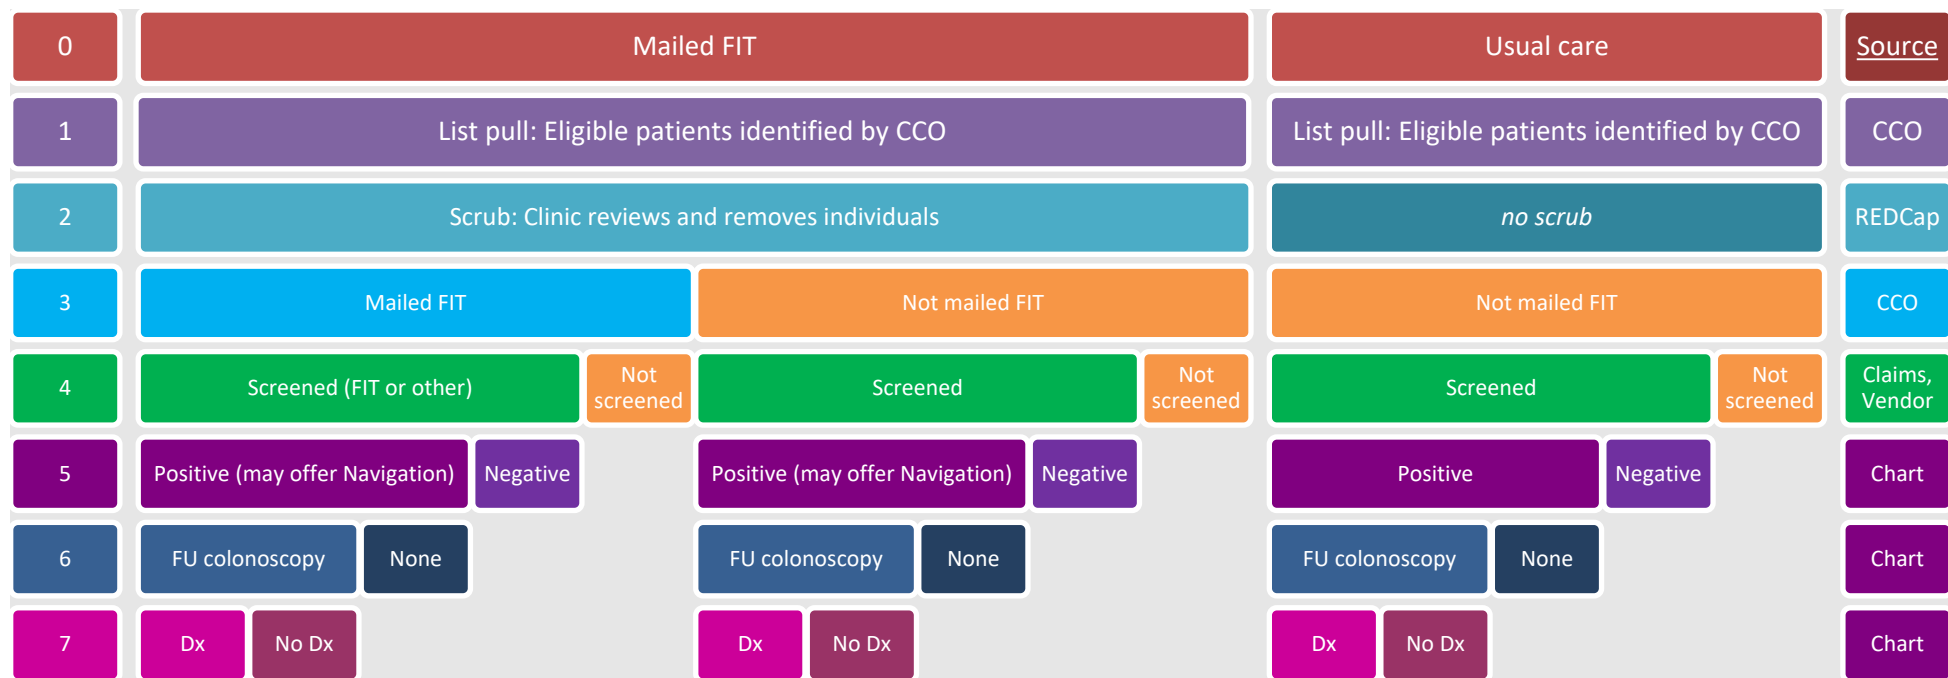 0
Mailed FIT
Usual care
Source
1
List pull: Eligible patients identified by CCO
List pull: Eligible patients identified by CCO
CCO
2
Scrub: Clinic reviews and removes individuals
no scrub
REDCap
3
Mailed FIT
Not mailed FIT
Not mailed FIT
CCO
4
Screened (FIT or other)
Not
screened
Screened
Not
screened
Screened
Not
screened
Claims,
Vendor
5
Positive (may offer Navigation)
Negative
Positive (may offer Navigation)
Negative
Positive
Negative
Chart
6
FU colonoscopy
None
FU colonoscopy
None
FU colonoscopy
None
Chart
7
Dx
No Dx
Dx
No Dx
Dx
No Dx
Chart